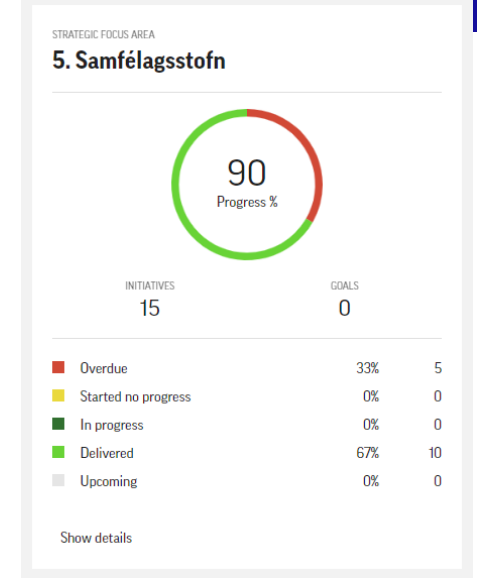 STRATEGIC FOCUS AREA
5. Samfélagsstofn
90
Progress %
INITIATIVES GOALS
15 0
Overdue 33% 5
Started no progress 0% 0
In progress 0% 0
Delivered 67% 10
Upcoming 0% 0
Show details